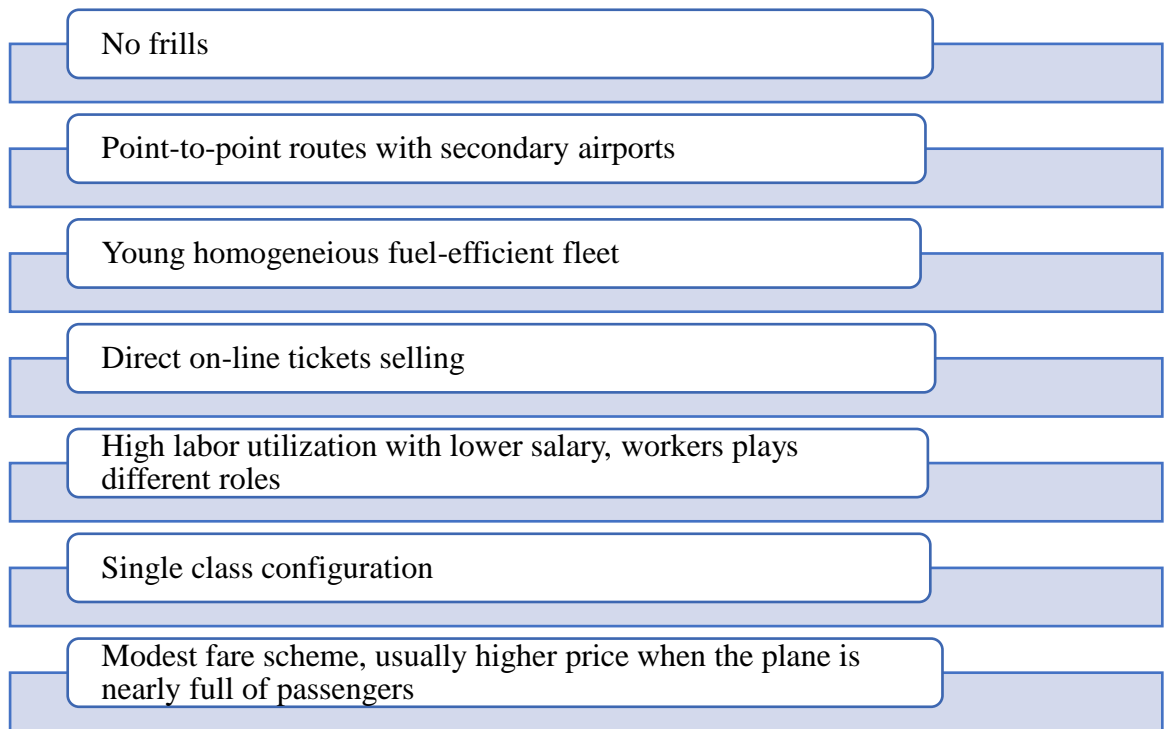 No frills
Point-to-point routes with secondary airports
Young homogeneious fuel-efficient fleet
Direct on-line tickets selling
High labor utilization with lower salary, workers plays
different roles
Single class configuration
Modest fare scheme, usually higher price when the plane is
nearly full of passengers